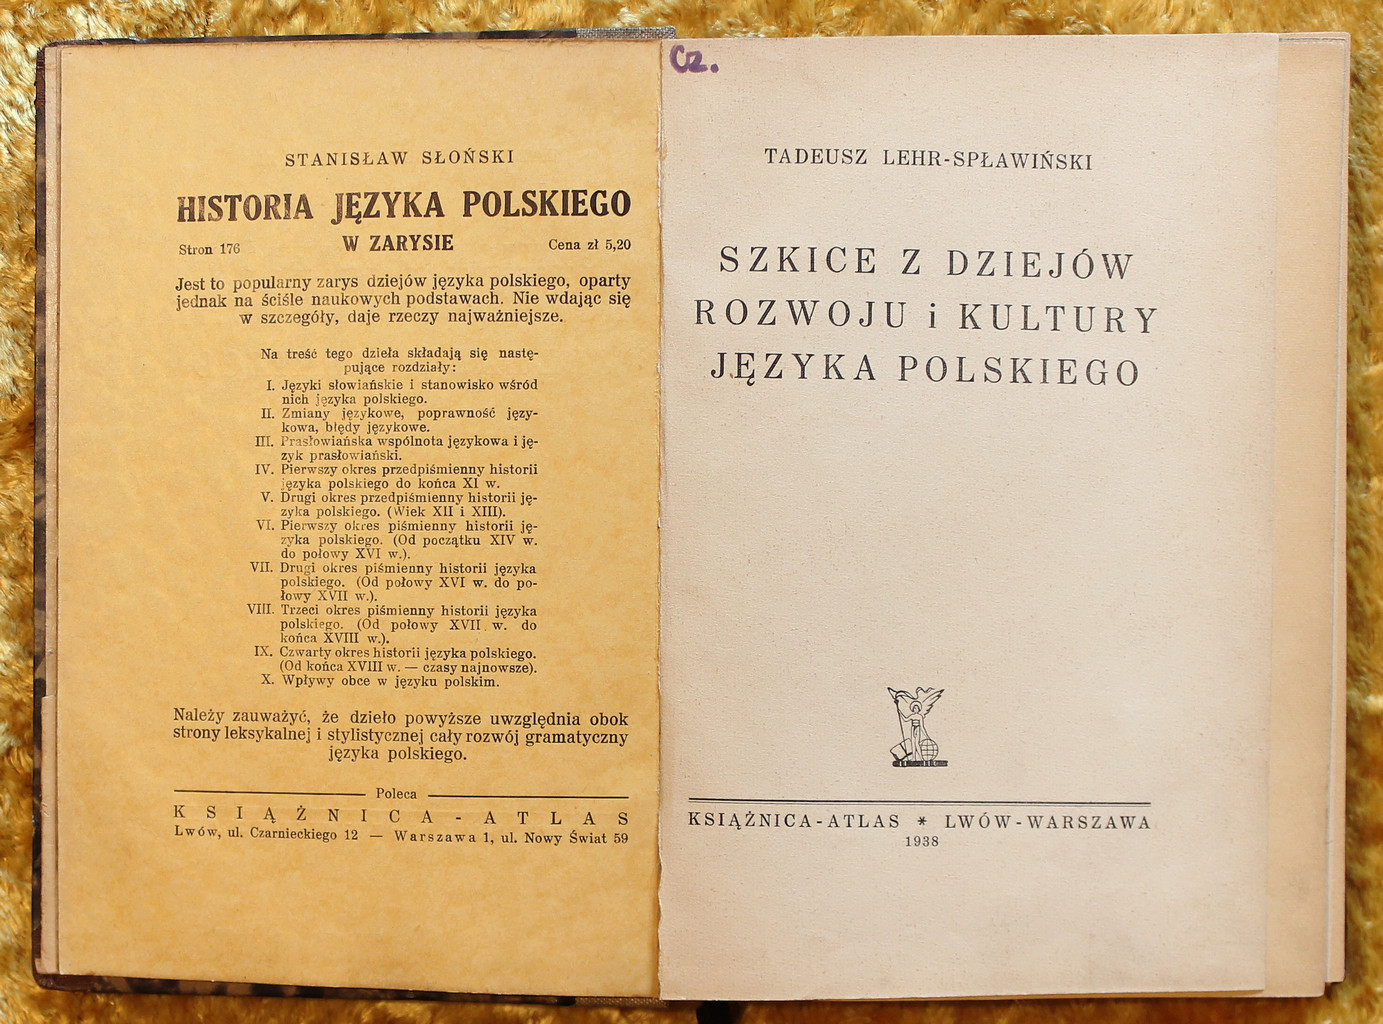 STANISŁAW SŁOŃSKI
HISTORIA JĘZYKA POLSKIEGO
W ZARYSIE
Stron 176
Cena zł 5,20
Jest to popularny zarys dziejów języka polskiego, oparty
jednak na ściśle naukowych podstawach. Nie wdając się
w szczegóły, daje rzeczy najważniejsze.
Na treść tego dzieła składają się nastę-
pujące rozdziały:
I. Języki słowiańskie i stanowisko wśród
nich języka polskiego.
II. Zmiany językowe, poprawność języ-
kowa, błędy językowe.
III. Prasłowiańska wspólnota językowa i ję-
zyk prasłowiański.
IV. Pierwszy okres przedpiśmienny historii
języka polskiego do końca XI w.
V. Drugi okres przedpiśmienny historii ję-
zyka polskiego. (Wiek XII i XIII).
VI. Pierwszy okres piśmienny historii ję-
zyka polskiego. (Od początku XIV w.
do połowy XVI w.).
VII. Drugi okres piśmienny historii języka
polskiego. (Od połowy XVI w. do po-
łowy XVII w.).
VIII. Trzeci okres piśmienny historii języka
polskiego. (Od połowy XVII w. do
końca XVIII w.).
IX. Czwarty okres historii języka polskiego.
(Od końca XVIII w. — czasy najnowsze).
X. Wpływy obce w języku polskim.
Należy zauważyć, że dzieło powyższe uwzględnia obok
strony leksykalnej i stylistycznej cały rozwój gramatyczny
języka polskiego.
Poleca
KSIĄŻNICA-ATLAS
Lwów, ul. Czarnieckiego 12 — Warszawa 1, ul. Nowy Świat 59
Cz.
TADEUSZ LEHR-SPŁAWIŃSKI
SZKICE Z DZIEJÓW
ROZWOJU i KULTURY
JĘZYKA POLSKIEGO
KSIĄŻNICA-ATLAS * LWÓW-WARSZAWA
1938